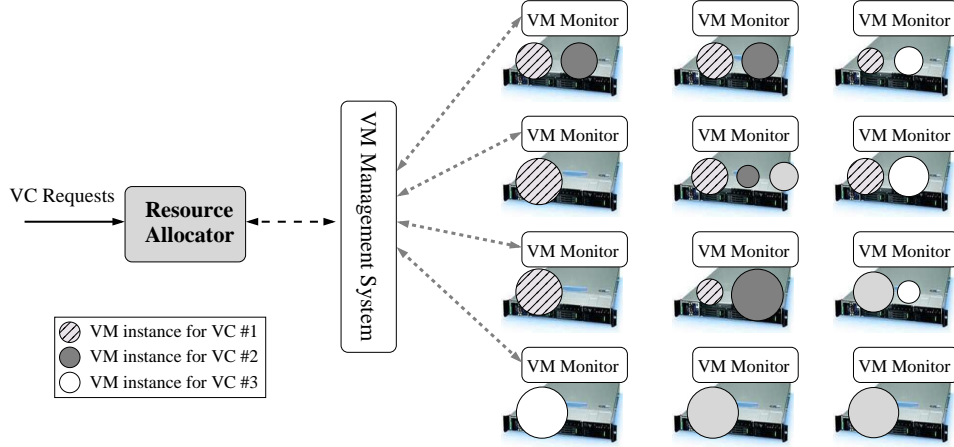 VM Monitor
VM Monitor
VM Monitor
VM Monitor
VM Monitor
VM Monitor
VC Requests
Resource
Allocator
VM Management System
VM Monitor
VM Monitor
VM Monitor
VM instance for VC #1
VM instance for VC #2
VM instance for VC #3
VM Monitor
VM Monitor
VM Monitor